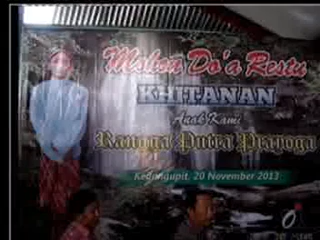 Mohon Do'a Restu
KHITANAN
Anak Kami
Rangga Putra Prayoga
Kedungupit, 20 November 2013